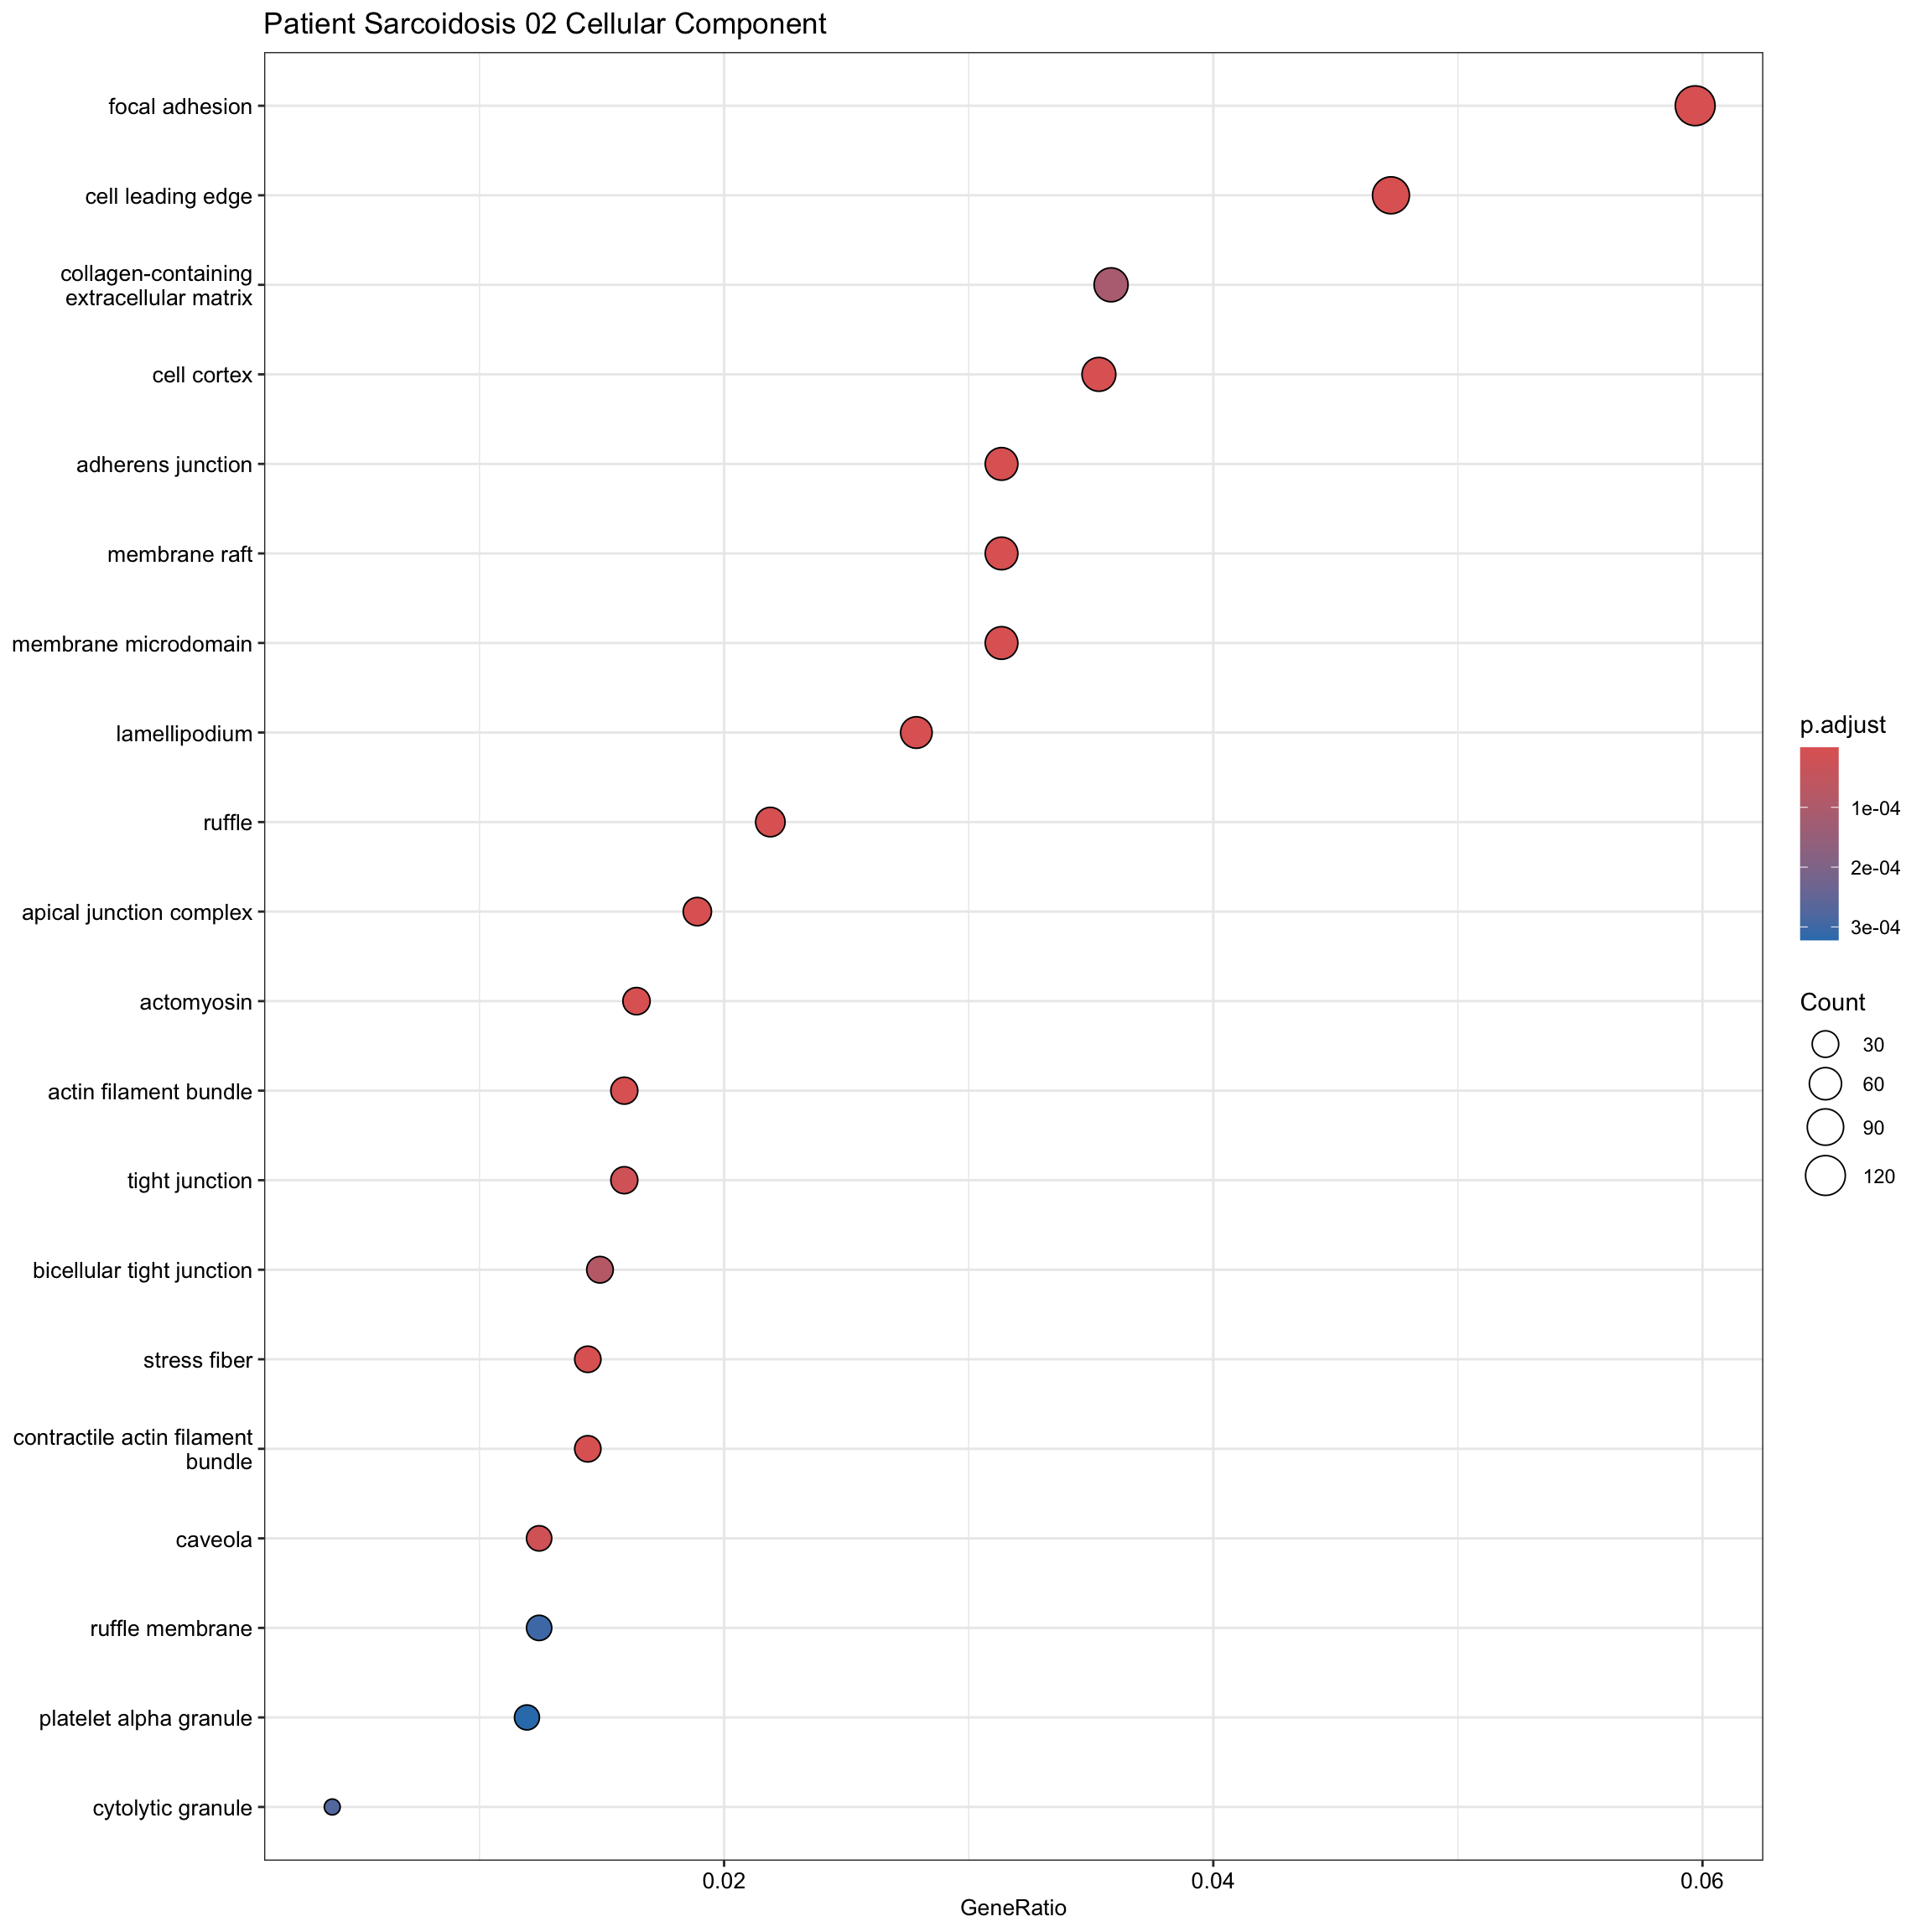 Patient Sarcoidosis 02 Cellular Component
focal adhesion
cell leading edge
collagen-containing
extracellular matrix
cell cortex
adherens junction
membrane raft
membrane microdomain
lamellipodium
ruffle
apical junction complex
actomyosin
actin filament bundle
tight junction
bicellular tight junction
stress fiber
contractile actin filament
bundle
caveola
ruffle membrane
platelet alpha granule
cytolytic granule
0.02
0.04
0.06
GeneRatio
p.adjust
1e-04
2e-04
3e-04
Count
30
60
90
120